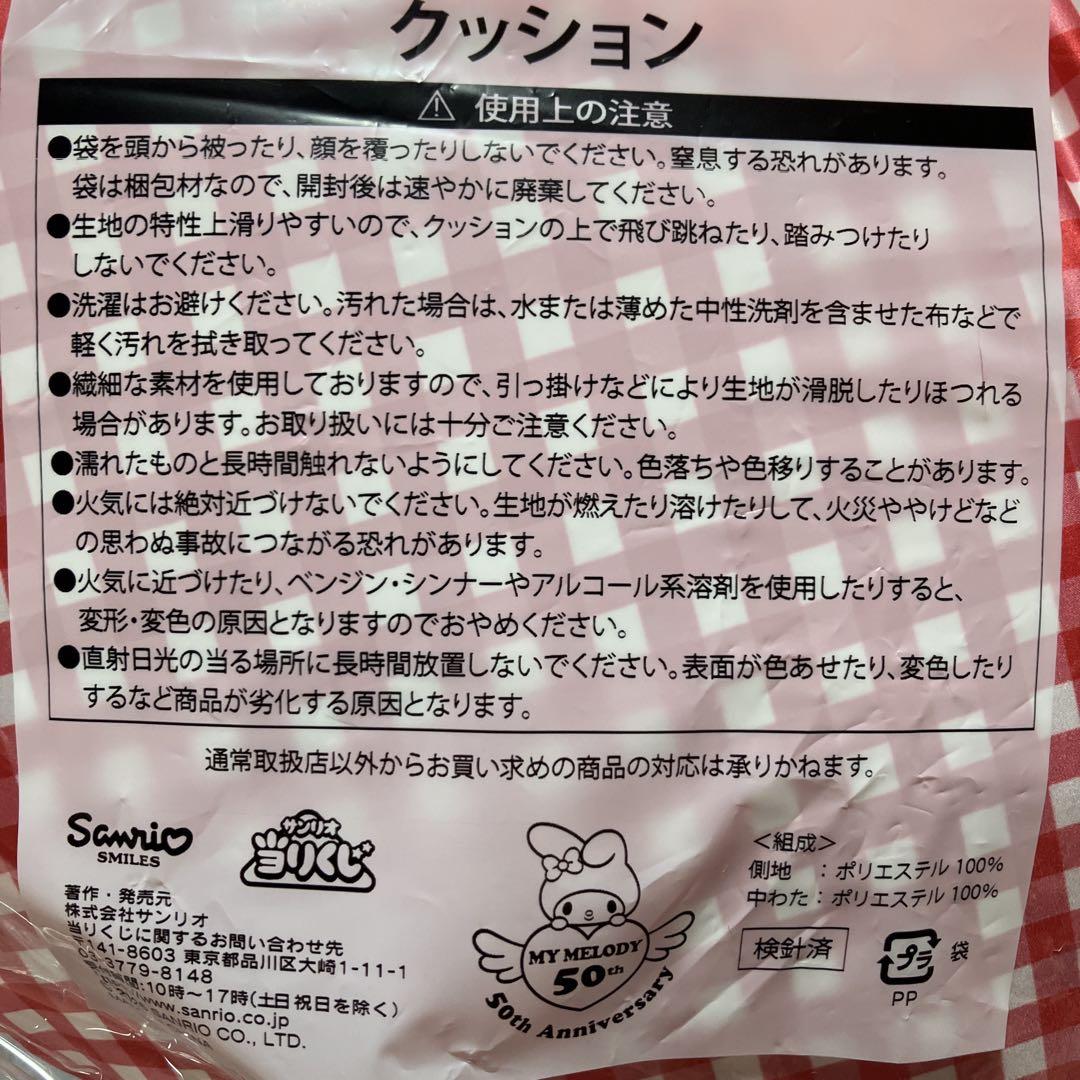 クッション
⚠ 使用上の注意
●袋を頭から被ったり、顔を覆ったりしないでください。窒息する恐れがあります。
袋は梱包材なので、開封後は速やかに廃棄してください。
●生地の特性上滑りやすいので、クッションの上で飛び跳ねたり、踏みつけたり
しないでください。
●洗濯はお避けください。汚れた場合は、水または薄めた中性洗剤を含ませた布などで
軽く汚れを拭き取ってください。
●繊細な素材を使用しておりますので、引っ掛けなどにより生地が滑脱したりほつれる
場合があります。お取り扱いには十分ご注意ください。
●濡れたものと長時間触れないようにしてください。色落ちや色移りすることがあります。
●火気には絶対近づけないでください。生地が燃えたり溶けたりして、火災ややけどなど
の思わぬ事故につながる恐れがあります。
●火気に近づけたり、ベンジン・シンナーやアルコール系溶剤を使用したりすると、
変形・変色の原因となりますのでおやめください。
●直射日光の当る場所に長時間放置しないでください。表面が色あせたり、変色したり
するなど商品が劣化する原因となります。
通常取扱店以外からお買い求めの商品の対応は承りかねます。
Sanrio
SMILES
サンリオ
当りくじ
著作・発売元
株式会社サンリオ
当りくじに関するお問い合わせ先
〒141-8603 東京都品川区大崎1-11-1
03-3779-8148
10時～17時(土日祝日を除く)
www.sanrio.co.jp
SANRIO CO., LTD.
MY MELODY
50th
50th Anniversary
<組成>
側地 : ポリエステル 100%
中わた : ポリエステル 100%
検針済
プラ
袋
PP